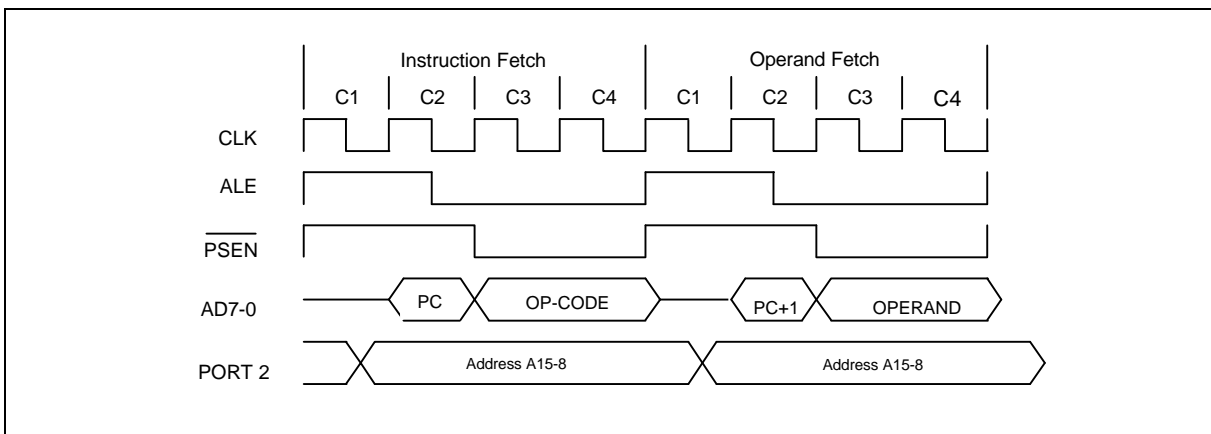 Instruction Fetch Operand Fetch
C1 C2 C3 C4 C1 C2 C3 C4
CLK
ALE
PSEN
AD7-0 PC OP-CODE PC+1 OPERAND
PORT 2 Address A15-8 Address A15-8